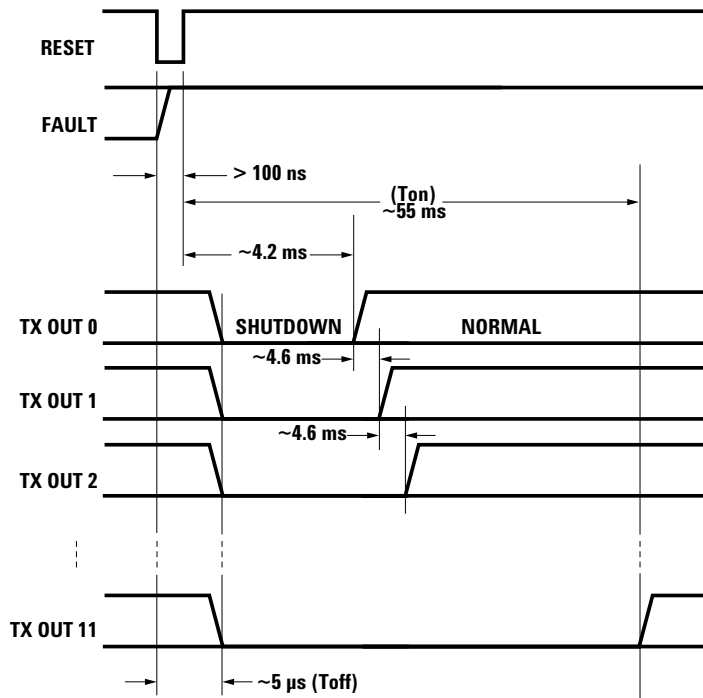 RESET
FAULT
> 100 ns
(Ton)
~55 ms
~4.2 ms
TX OUT 0
SHUTDOWN
NORMAL
~4.6 ms
TX OUT 1
~4.6 ms
TX OUT 2
TX OUT 11
~5 µs (Toff)